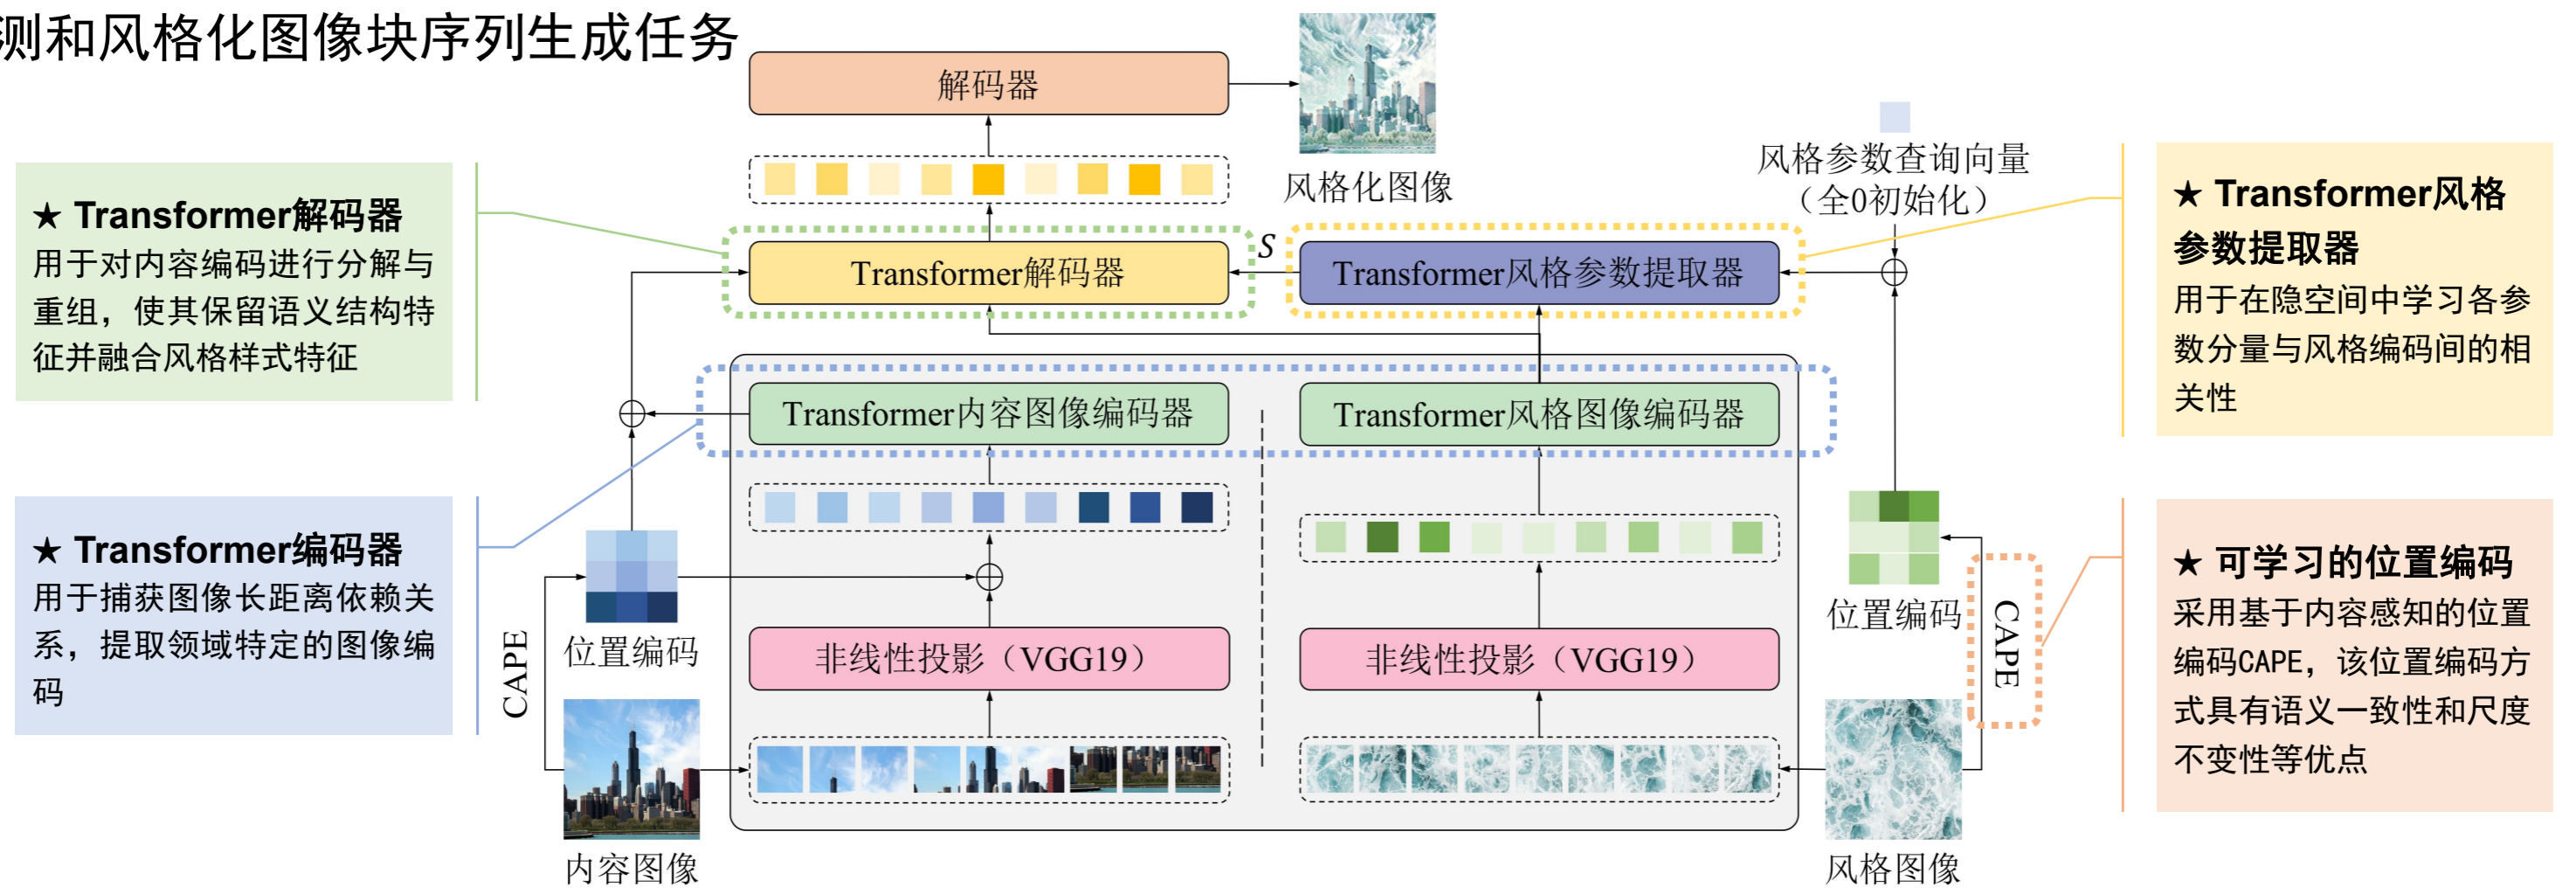 测和风格化图像块序列生成任务
解码器
风格化图像
风格参数查询向量
（全0初始化）
★ Transformer解码器
用于对内容编码进行分解与
重组，使其保留语义结构特
征并融合风格样式特征
Transformer解码器
S
Transformer风格参数提取器
★ Transformer风格
参数提取器
用于在隐空间中学习各参
数分量与风格编码间的相
关性
Transformer内容图像编码器
Transformer风格图像编码器
★ Transformer编码器
用于捕获图像长距离依赖关
系，提取领域特定的图像编
码
CAPE
位置编码
非线性投影（VGG19）
非线性投影（VGG19）
位置编码
CAPE
★ 可学习的位置编码
采用基于内容感知的位置
编码CAPE，该位置编码方
式具有语义一致性和尺度
不变性等优点
内容图像
风格图像